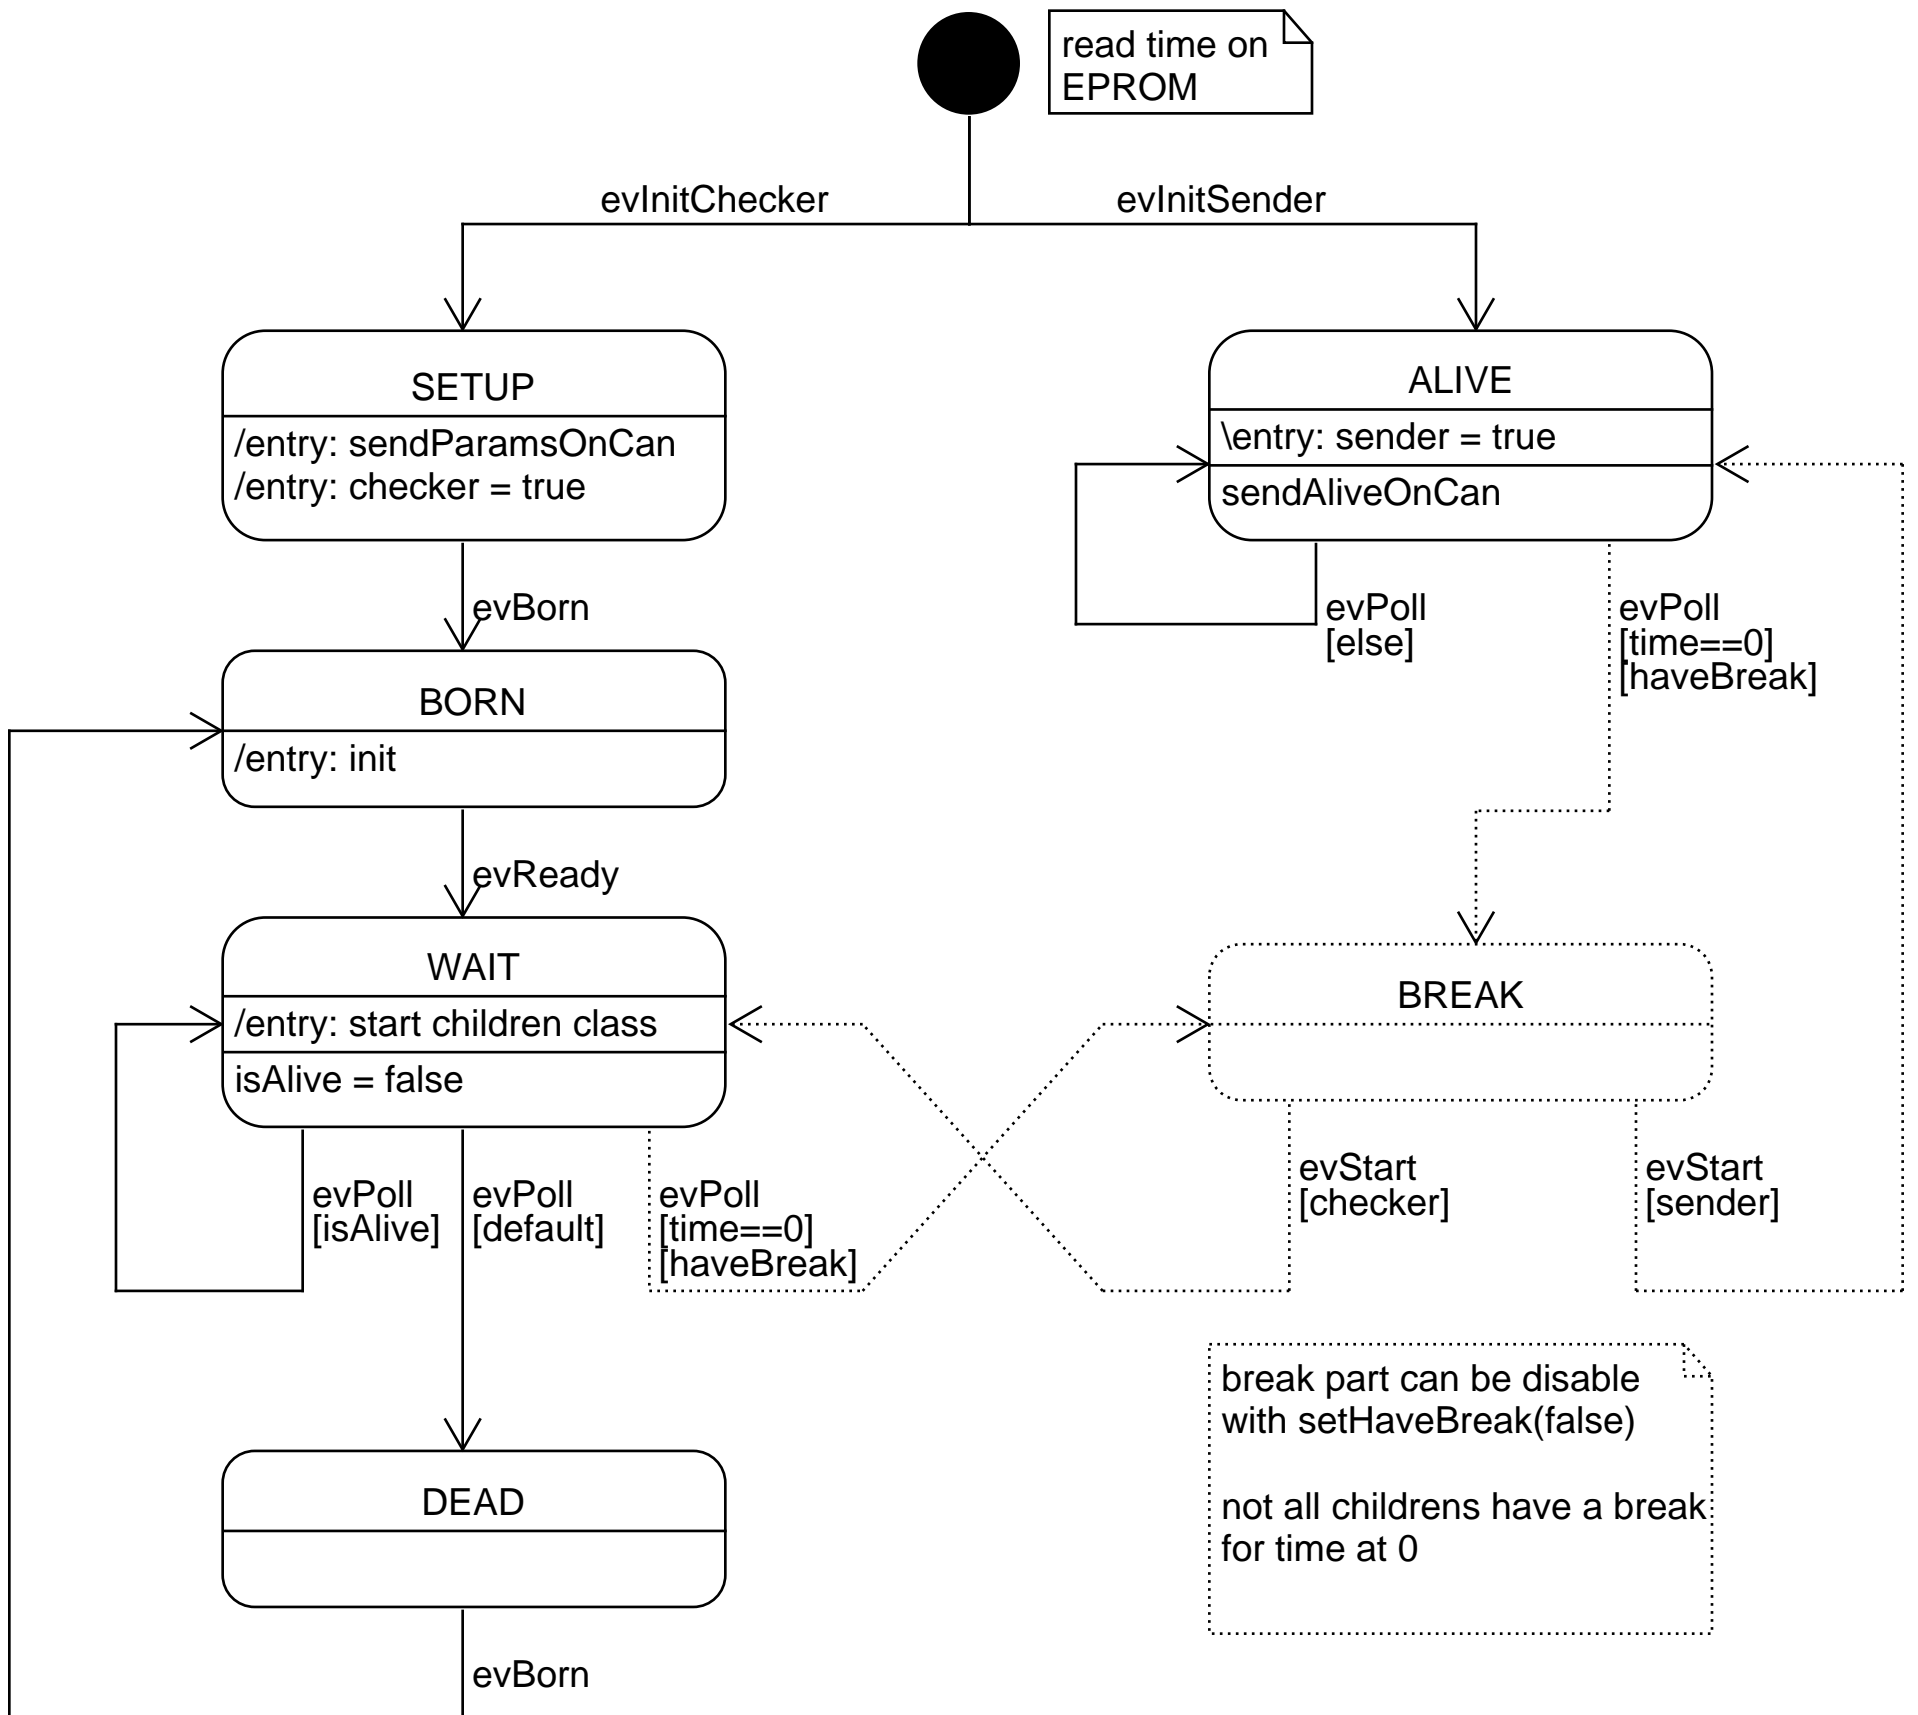 read time on
EPROM
evInitChecker
evInitSender
SETUP
/entry: sendParamsOnCan
/entry: checker = true
ALIVE
\entry: sender = true
sendAliveOnCan
evBorn
evPoll
[else]
evPoll
[time==0]
[haveBreak]
BORN
/entry: init
evReady
WAIT
/entry: start children class
isAlive = false
BREAK
evPoll
[isAlive]
evPoll
[default]
evPoll
[time==0]
[haveBreak]
evStart
[checker]
evStart
[sender]
break part can be disable
with setHaveBreak(false)
not all childrens have a break
for time at 0
DEAD
evBorn